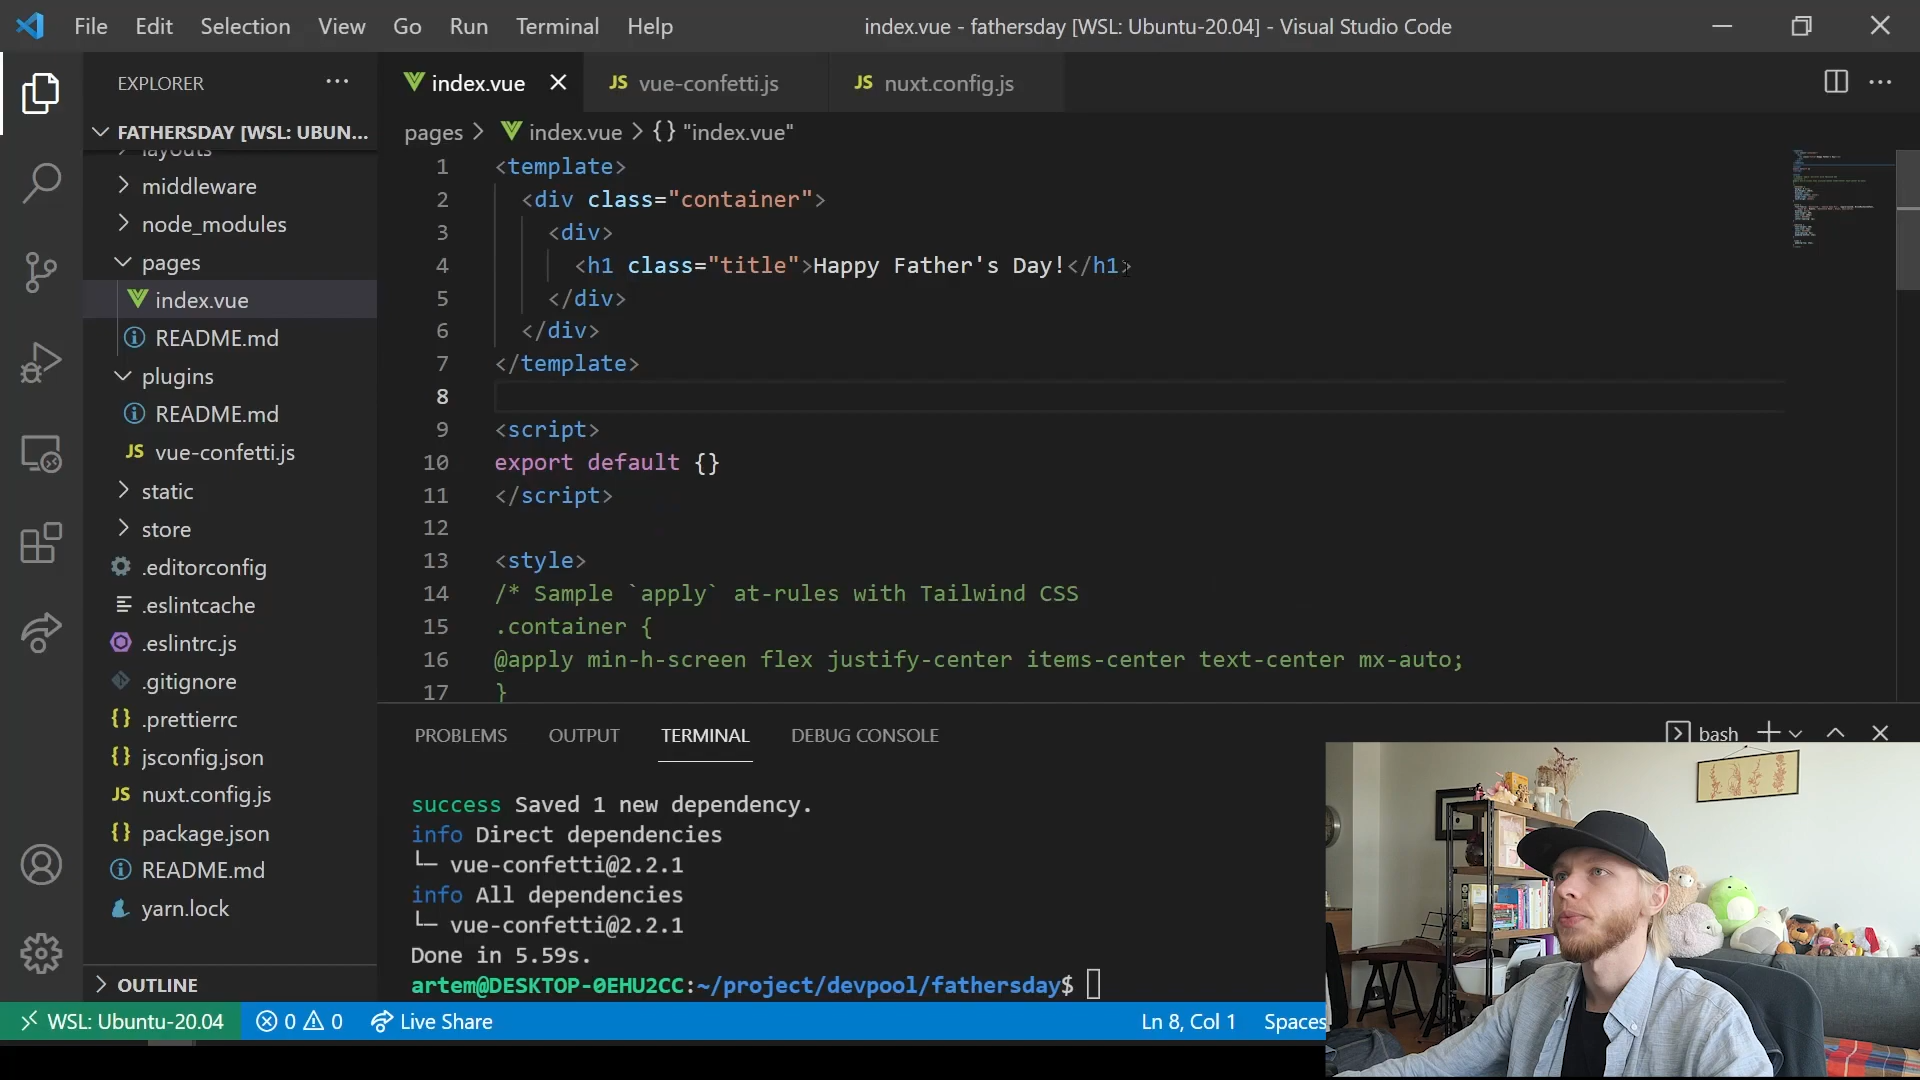 File Edit Selection View Go Run Terminal Help
index.vue - fathersday [WSL: Ubuntu-20.04] - Visual Studio Code
EXPLORER
FATHERSDAY [WSL: UBUN...
layouts
middleware
node_modules
pages
index.vue
README.md
plugins
README.md
JS vue-confetti.js
static
store
.editorconfig
.eslintcache
.eslintrc.js
.gitignore
{} .prettierrc
{} jsconfig.json
JS nuxt.config.js
{} package.json
README.md
yarn.lock
OUTLINE
index.vue
JS vue-confetti.js
JS nuxt.config.js
pages > index.vue > {} "index.vue"
1 <template>
2 <div class="container">
3 <div>
4 <h1 class="title">Happy Father's Day!</h1>
5 </div>
6 </div>
7 </template>
8
9 <script>
10 export default {}
11 </script>
12
13 <style>
14 /* Sample `apply` at-rules with Tailwind CSS
15 .container {
16 @apply min-h-screen flex justify-center items-center text-center mx-auto;
17 }
PROBLEMS OUTPUT TERMINAL DEBUG CONSOLE
bash
success Saved 1 new dependency.
info Direct dependencies
└─ vue-confetti@2.2.1
info All dependencies
└─ vue-confetti@2.2.1
Done in 5.59s.
artem@DESKTOP-0EHU2CC:~/project/devpool/fathersday$
WSL: Ubuntu-20.04 0 0 Live Share
Ln 8, Col 1 Spaces